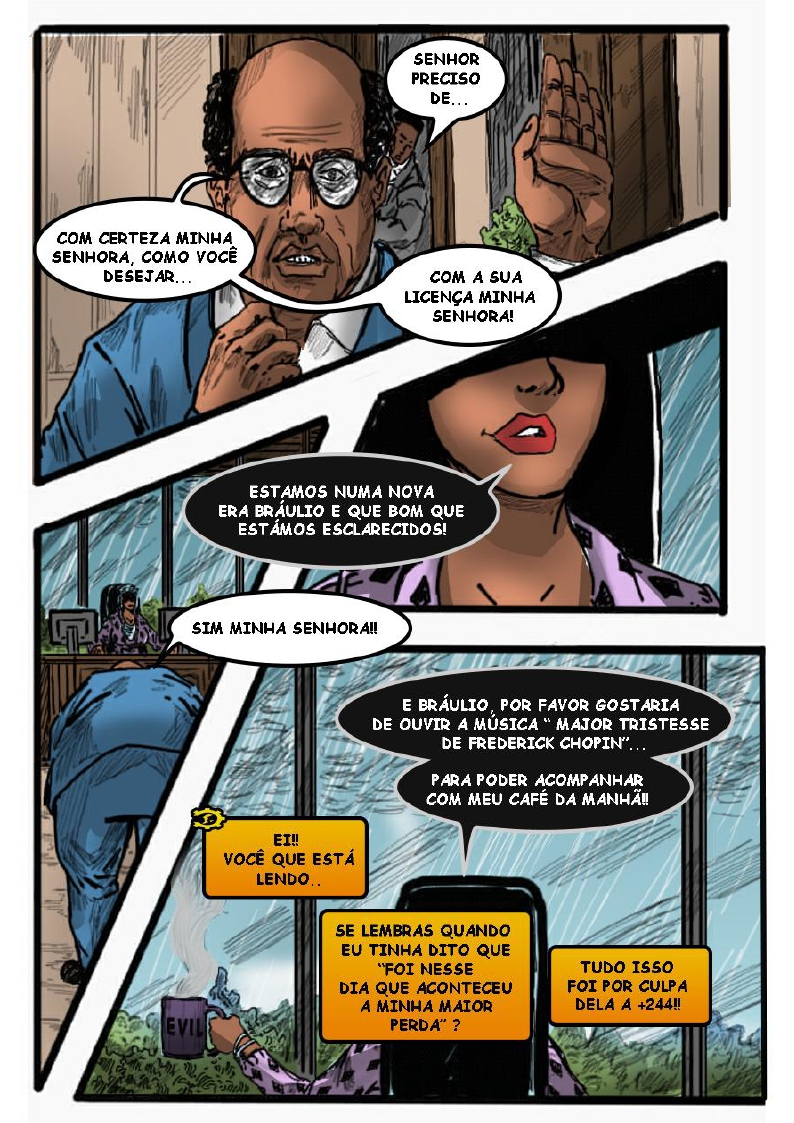 SENHOR
PRECISO
DE...
COM CERTEZA MINHA
SENHORA, COMO VOCÊ
DESEJAR...
COM A SUA
LICENÇA MINHA
SENHORA!
ESTAMOS NUMA NOVA
ERA BRÁULIO E QUE BOM QUE
ESTÁMOS ESCLARECIDOS!
SIM MINHA SENHORA!!
E BRÁULIO, POR FAVOR GOSTARIA
DE OUVIR A MÚSICA “ MAJOR TRISTESSE
DE FREDERICK CHOPIN”...
PARA PODER ACOMPANHAR
COM MEU CAFÉ DA MANHÃ!!
EI!!
VOCÊ QUE ESTÁ
LENDO..
SE LEMBRAS QUANDO
EU TINHA DITO QUE
“FOI NESSE
DIA QUE ACONTECEU
A MINHA MAIOR
PERDA” ?
TUDO ISSO
FOI POR CULPA
DELA A +244!!
EVIL